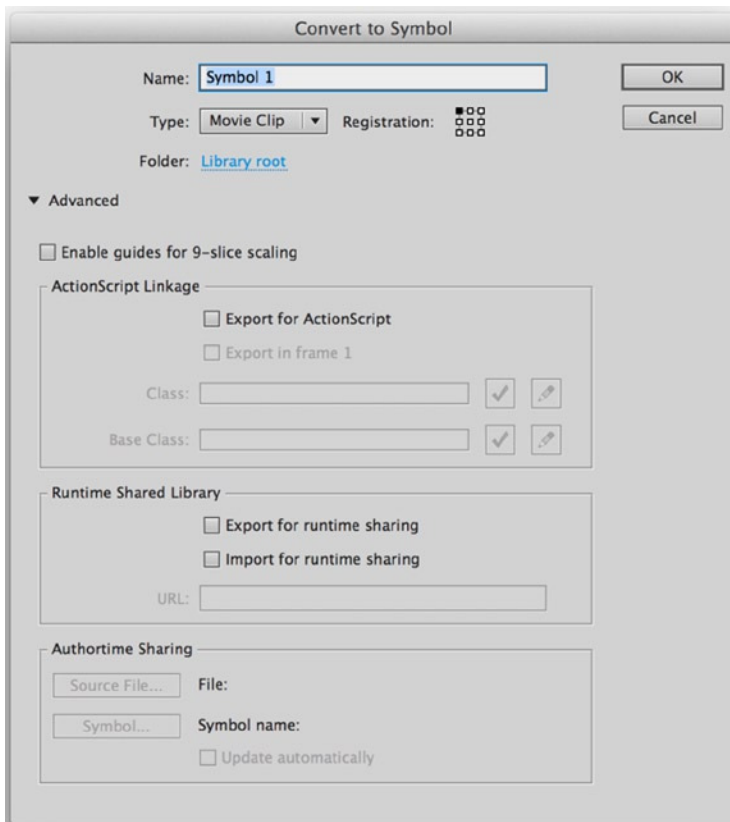 Convert to Symbol
Name: Symbol 1
OK
Type: Movie Clip Registration:
Cancel
Folder: Library root
Advanced
Enable guides for 9-slice scaling
ActionScript Linkage
Export for ActionScript
Export in frame 1
Class:
Base Class:
Runtime Shared Library
Export for runtime sharing
Import for runtime sharing
URL:
Authortime Sharing
Source File... File:
Symbol... Symbol name:
Update automatically